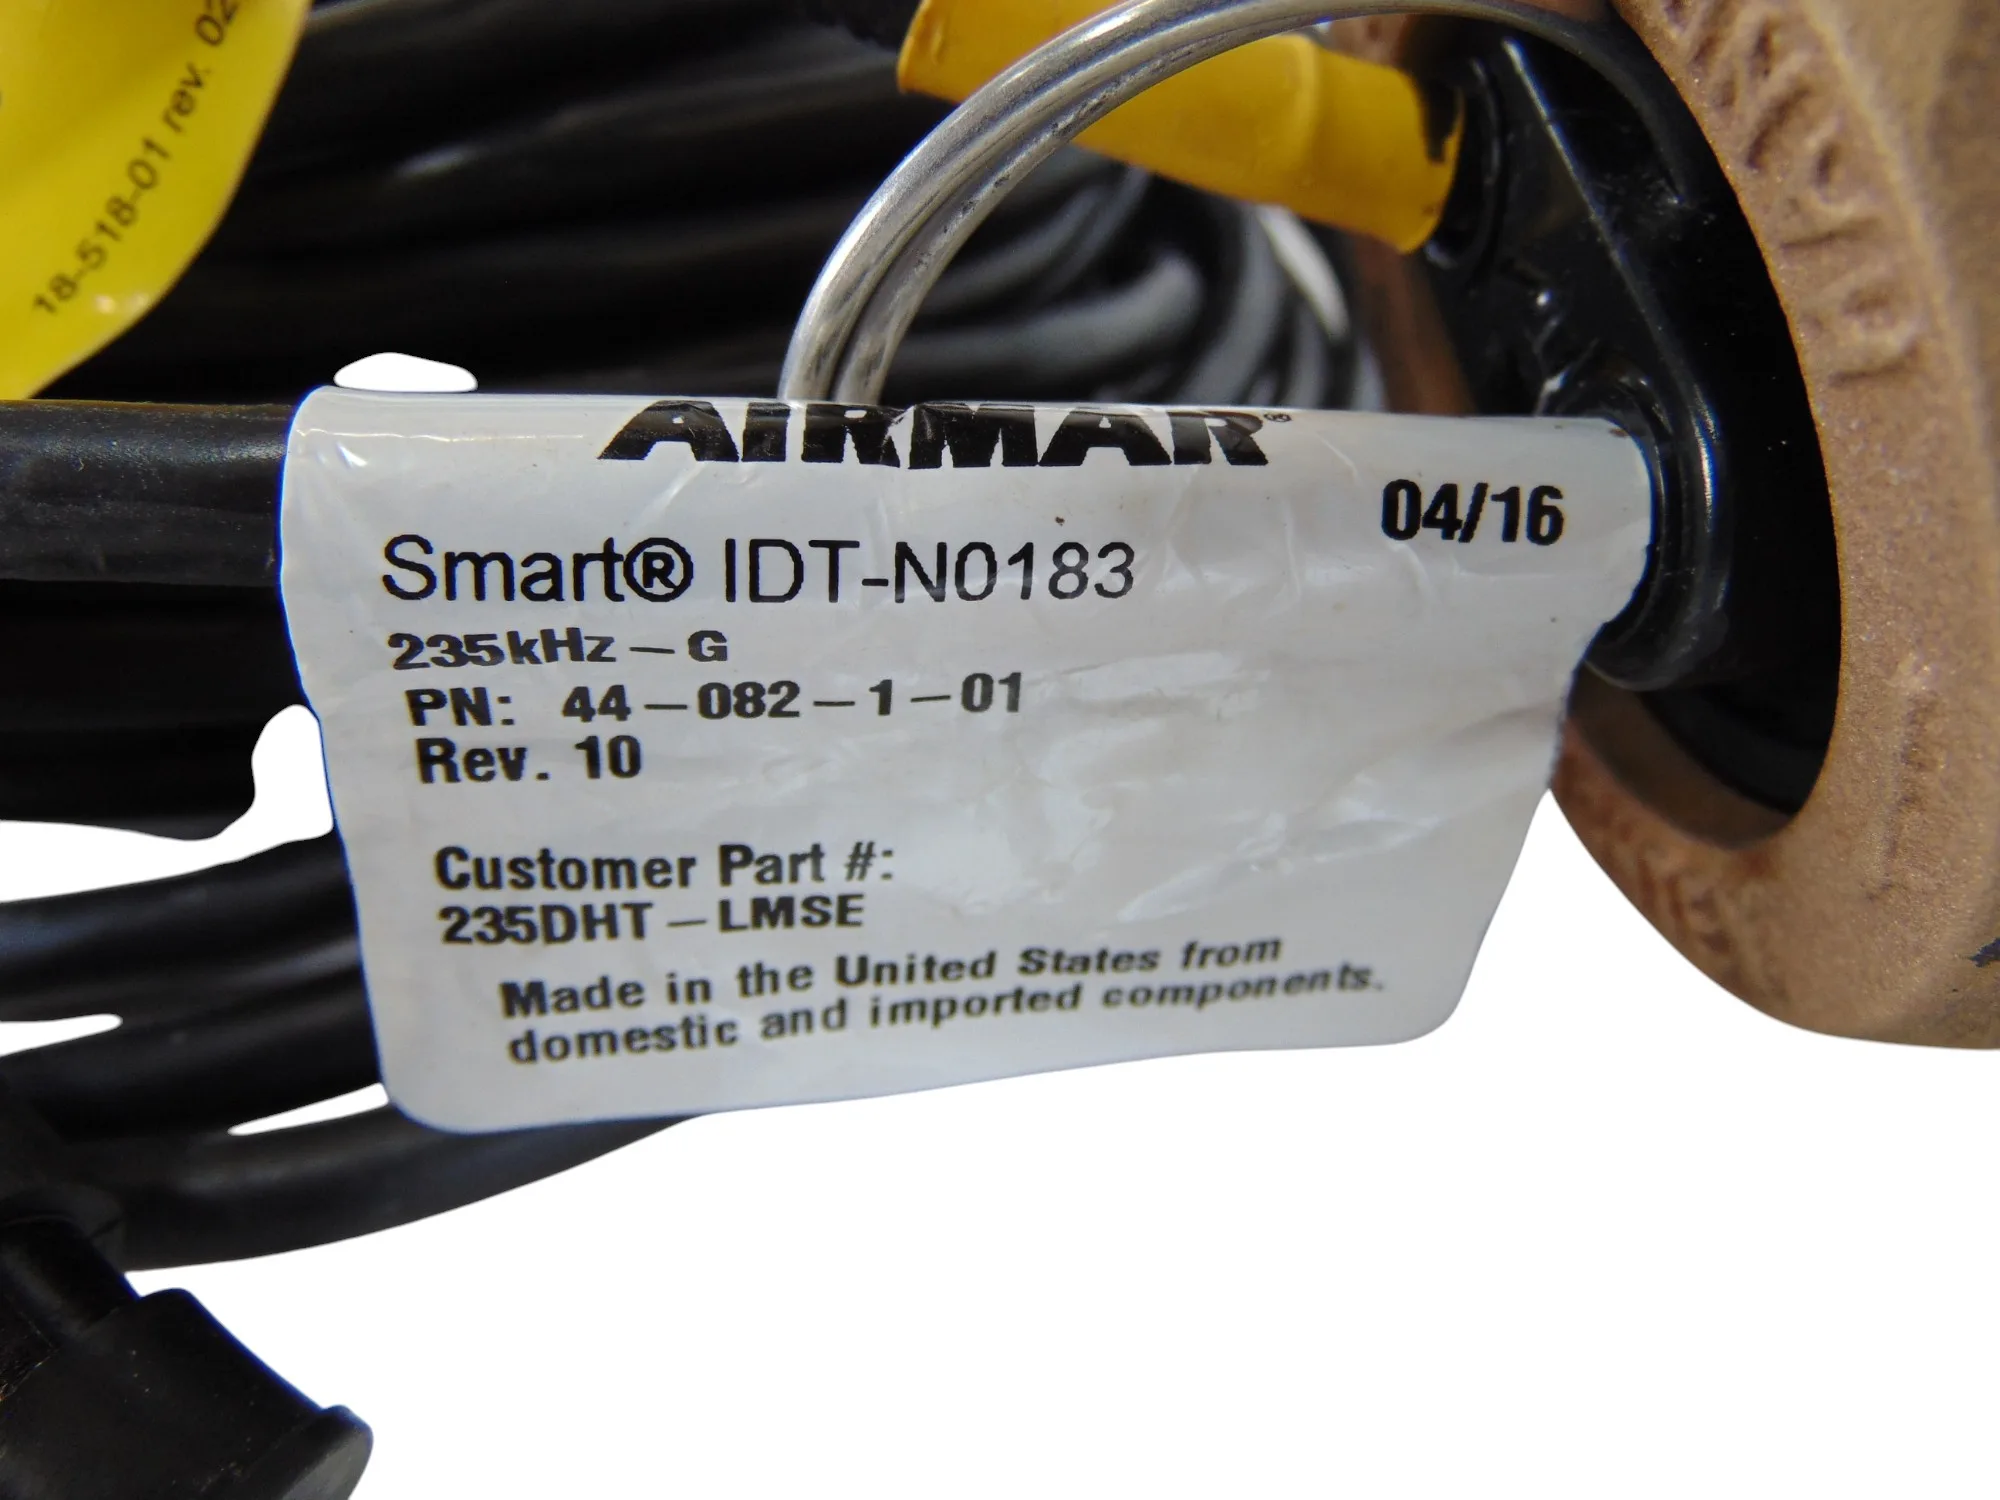 18-518-01 rev. 02
AIRMAR®
04/16
Smart® IDT-N0183
235kHz-G
PN: 44-082-1-01
Rev. 10
Customer Part #:
235DHT-LMSE
Made in the United States from
domestic and imported components.